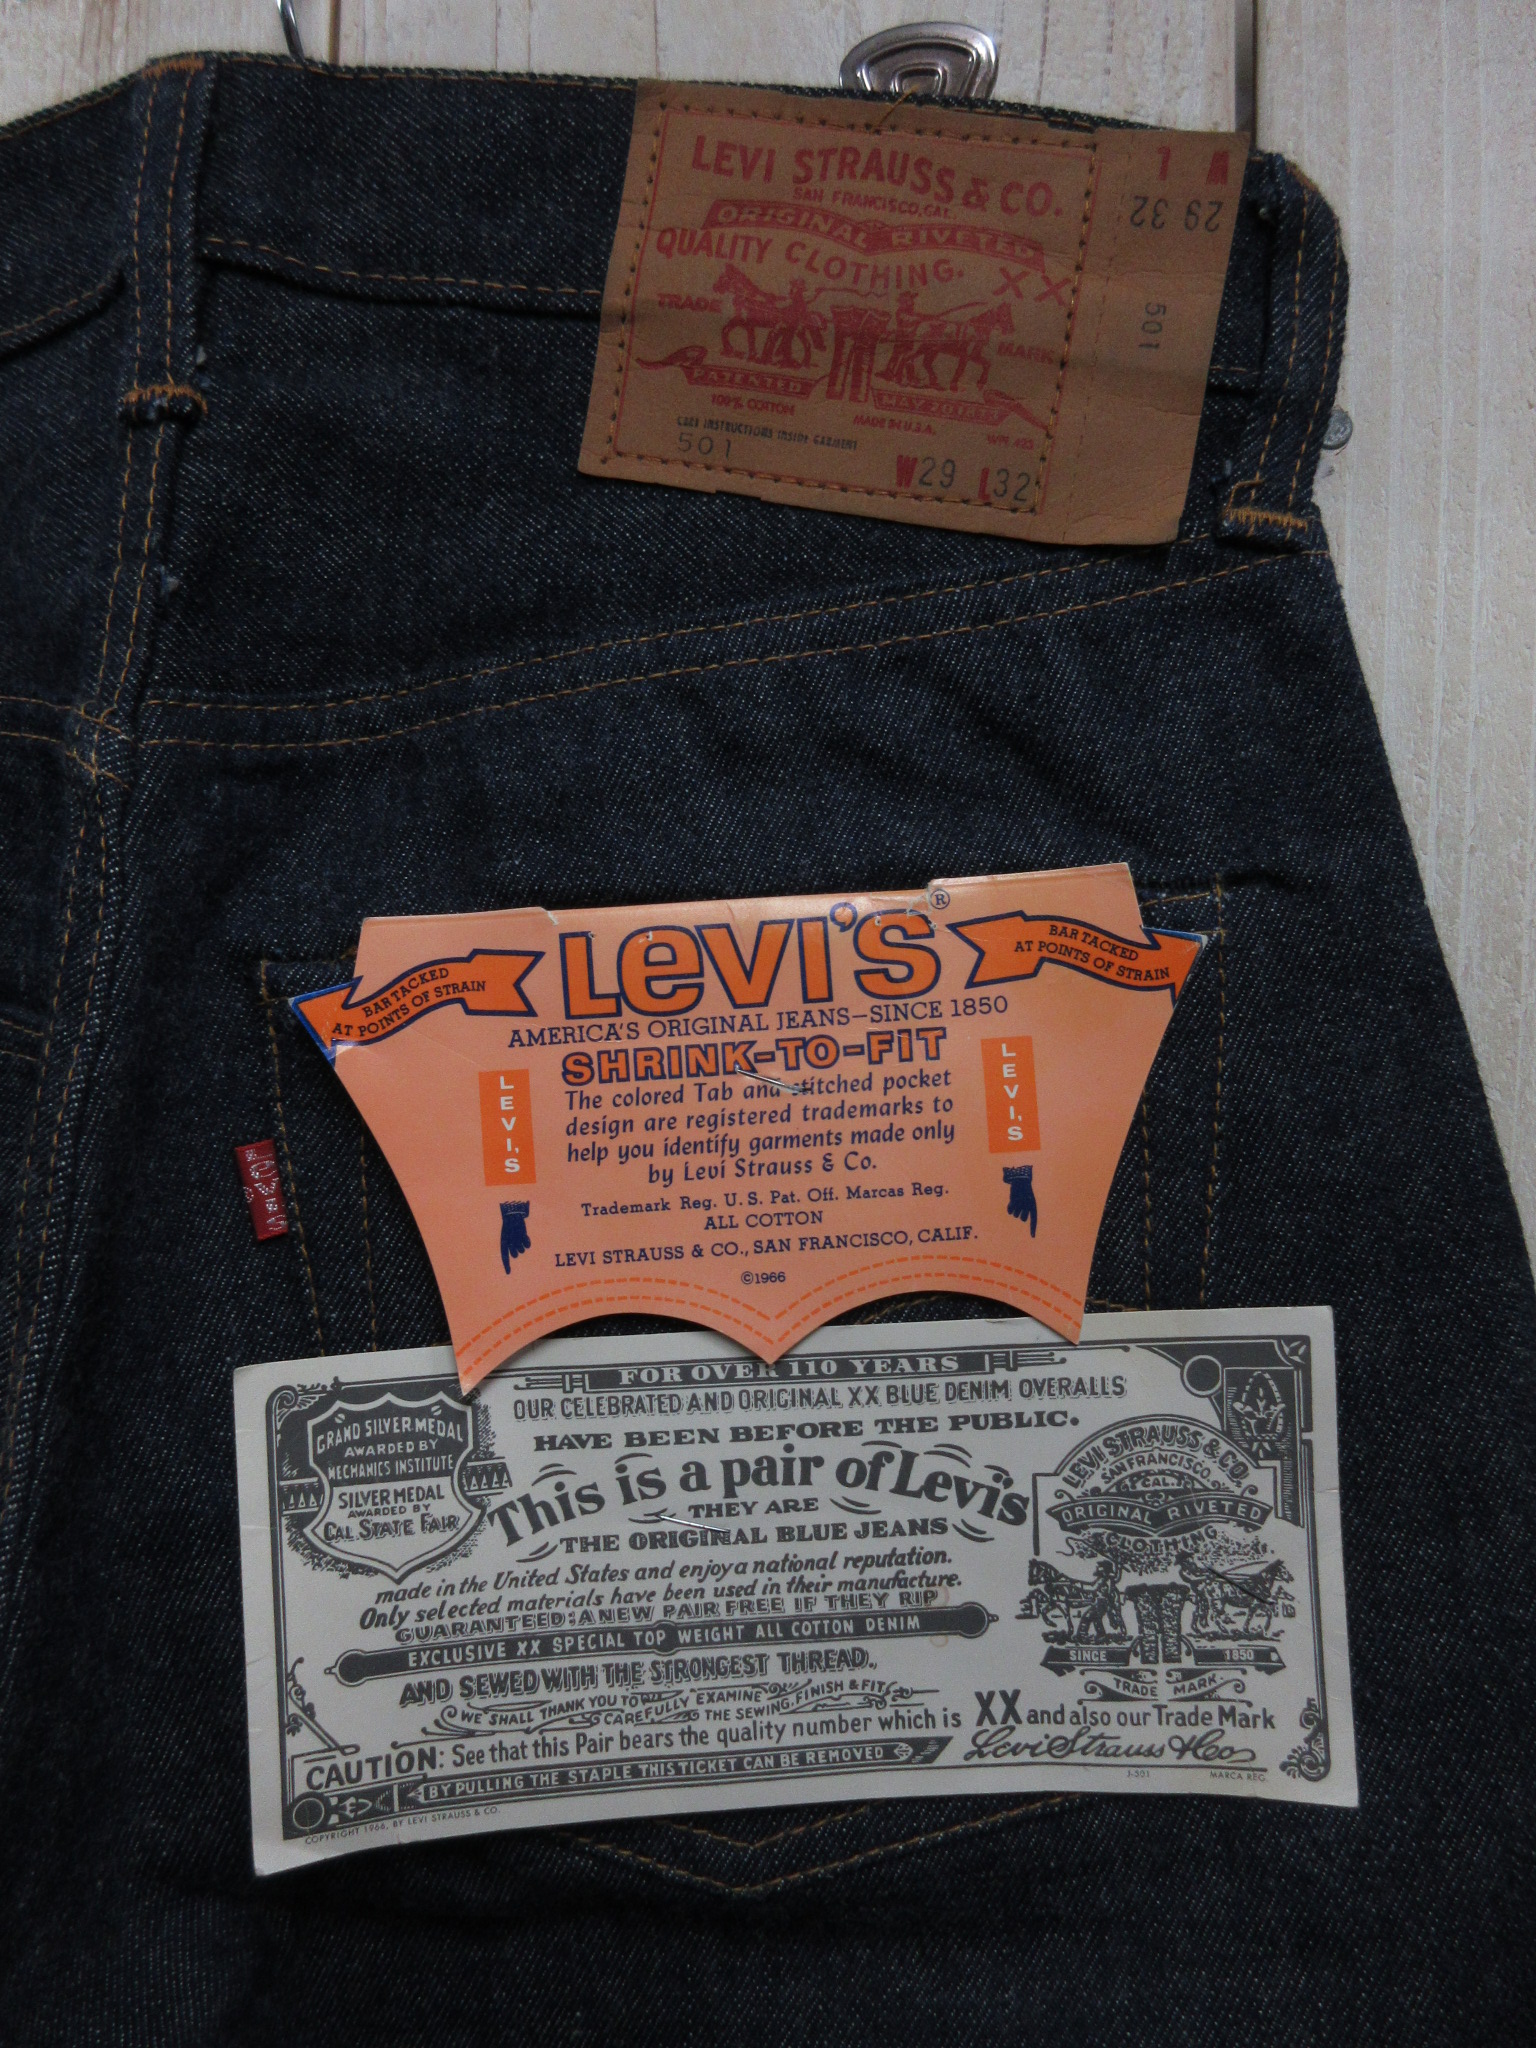 LEVI STRAUSS & CO.
SAN FRANCISCO, CAL.
ORIGINAL RIVETED
QUALITY CLOTHING.
XX
TRADE
MARK
PATENTED
MAY 20 1873
100% COTTON
MADE IN U.S.A.
WPL 423
CARE INSTRUCTIONS INSIDE GARMENT
501
W29 L32
29 32
501
LEVI'S®
BAR TACKED
AT POINTS OF STRAIN
BAR TACKED
AT POINTS OF STRAIN
AMERICA'S ORIGINAL JEANS—SINCE 1850
SHRINK-TO-FIT
LEVI'S
LEVI'S
The colored Tab and stitched pocket
design are registered trademarks to
help you identify garments made only
by Levi Strauss & Co.
Trademark Reg. U. S. Pat. Off. Marcas Reg.
ALL COTTON
LEVI STRAUSS & CO., SAN FRANCISCO, CALIF.
©1966
LEVI'S
FOR OVER 110 YEARS
OUR CELEBRATED AND ORIGINAL XX BLUE DENIM OVERALLS
HAVE BEEN BEFORE THE PUBLIC.
GRAND SILVER MEDAL
AWARDED BY
MECHANICS INSTITUTE
SILVER MEDAL
AWARDED BY
CAL STATE FAIR
This is a pair of Levi's
THEY ARE
THE ORIGINAL BLUE JEANS
made in the United States and enjoy a national reputation.
Only selected materials have been used in their manufacture.
GUARANTEED: A NEW PAIR FREE IF THEY RIP
EXCLUSIVE XX SPECIAL TOP WEIGHT ALL COTTON DENIM
AND SEWED WITH THE STRONGEST THREAD.
WE SHALL THANK YOU TO CAREFULLY EXAMINE THE SEWING, FINISH & FIT
LEVI STRAUSS & CO.
SAN FRANCISCO.
CAL.
ORIGINAL RIVETED
CLOTHING
SINCE 1850
TRADE MARK.
CAUTION: See that this Pair bears the quality number which is XX and also our Trade Mark
BY PULLING THE STAPLE THIS TICKET CAN BE REMOVED
Levi Strauss & Co
J-501
MARCA REG.
COPYRIGHT 1966, BY LEVI STRAUSS & CO.